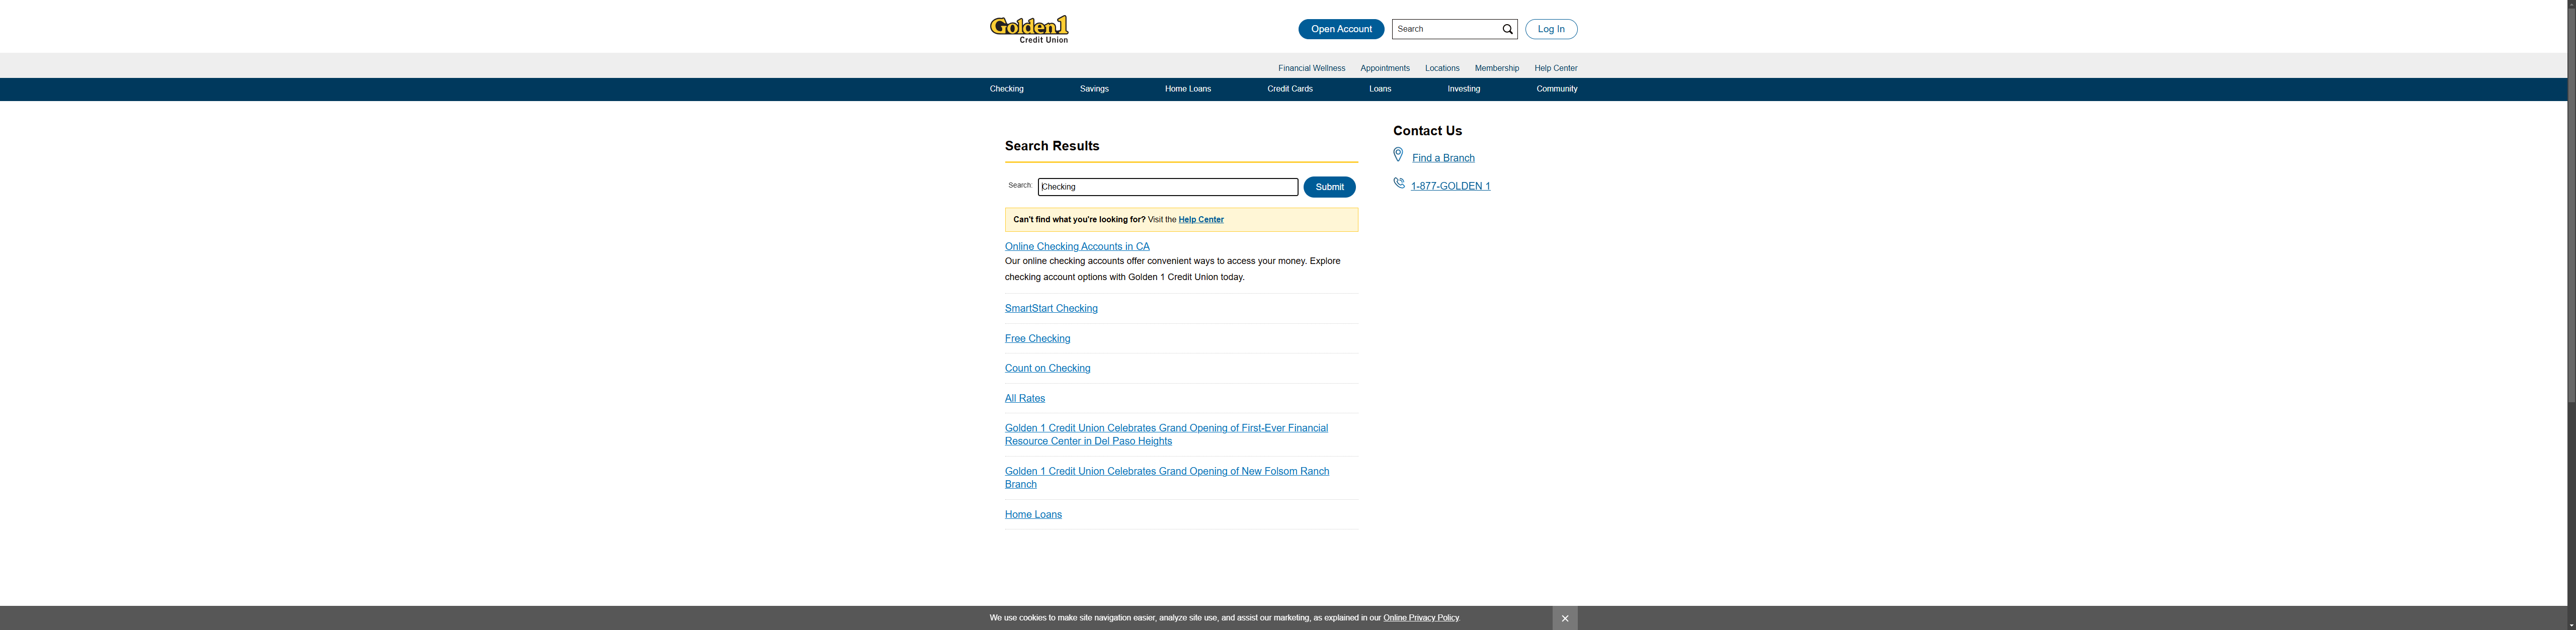 Golden 1
Credit Union
Open Account
Search
Log In
Financial Wellness
Appointments
Locations
Membership
Help Center
Checking
Savings
Home Loans
Credit Cards
Loans
Investing
Community
Search Results
Search:
Checking
Submit
Can't find what you're looking for? Visit the Help Center
Online Checking Accounts in CA
Our online checking accounts offer convenient ways to access your money. Explore
checking account options with Golden 1 Credit Union today.
SmartStart Checking
Free Checking
Count on Checking
All Rates
Golden 1 Credit Union Celebrates Grand Opening of First-Ever Financial
Resource Center in Del Paso Heights
Golden 1 Credit Union Celebrates Grand Opening of New Folsom Ranch
Branch
Home Loans
Contact Us
Find a Branch
1-877-GOLDEN 1
We use cookies to make site navigation easier, analyze site use, and assist our marketing, as explained in our Online Privacy Policy.